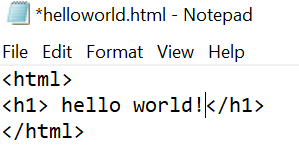 *helloworld.html - Notepad
File Edit Format View Help
<html>
<h1> hello world!</h1>
</html>